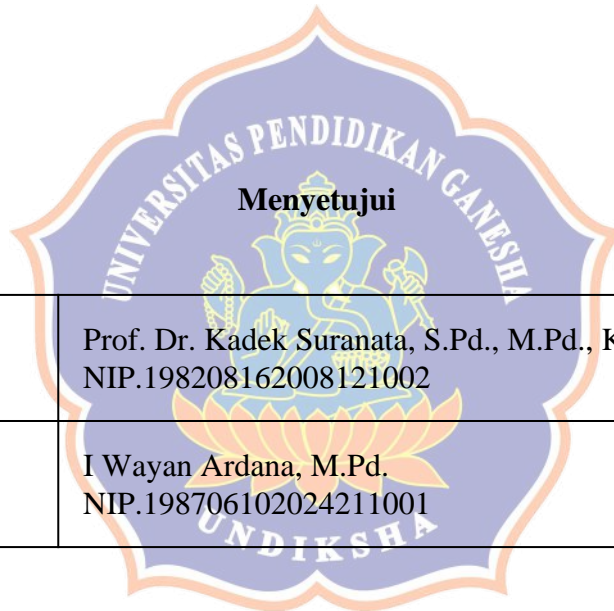 UNIVERSITAS PENDIDIKAN GANESHA
Menyetujui
Prof. Dr. Kadek Suranata, S.Pd., M.Pd., K
NIP.198208162008121002
I Wayan Ardana, M.Pd.
NIP.198706102024211001
UNDIKSHA